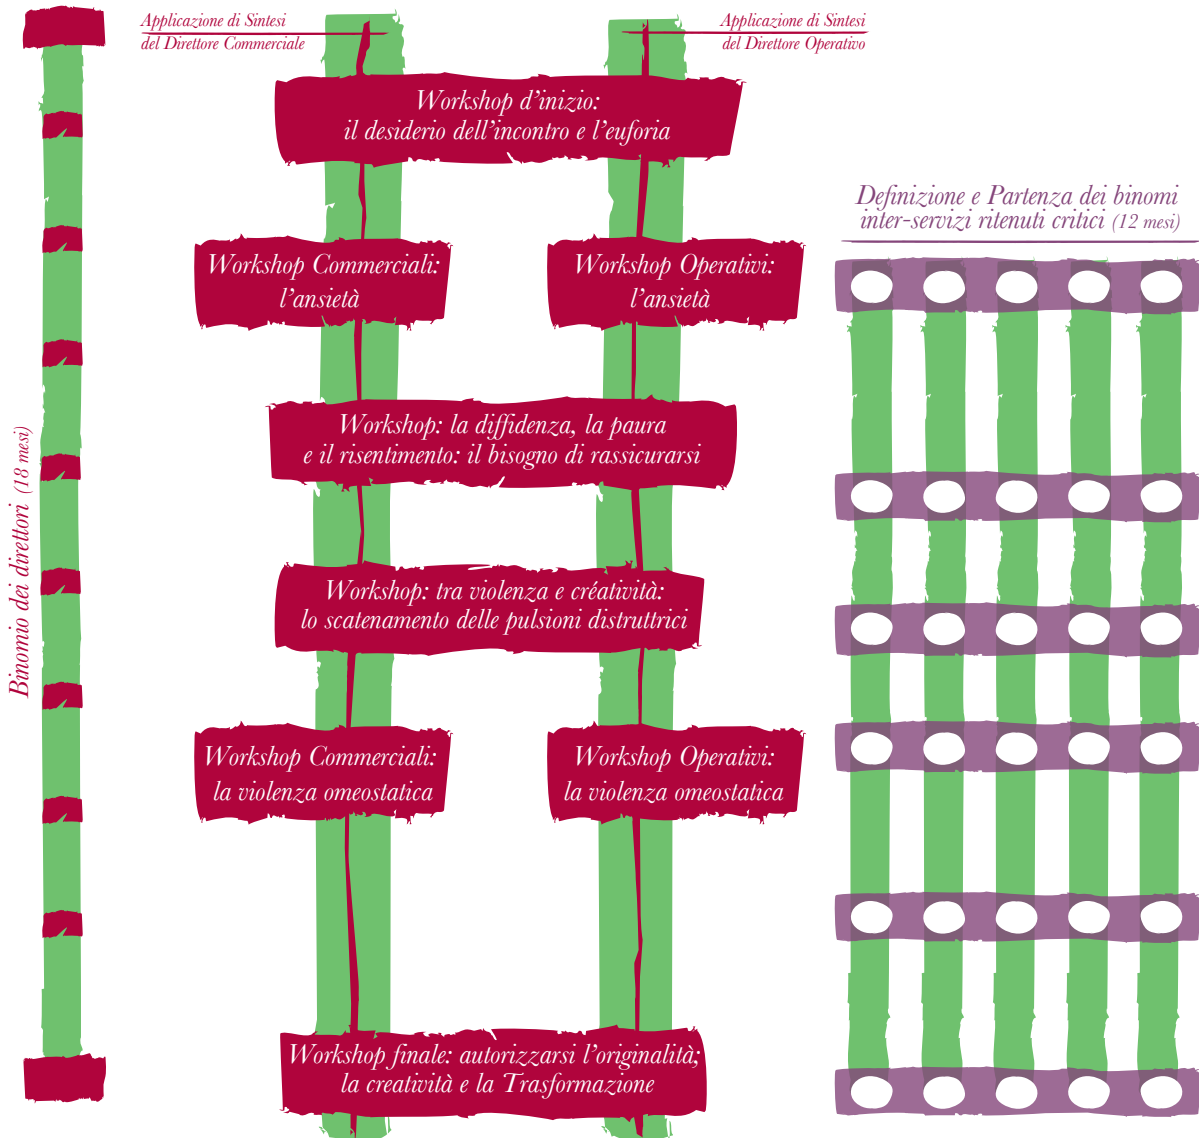 Applicazione di Sintesi
del Direttore Commerciale
Applicazione di Sintesi
del Direttore Operativo
Workshop d'inizio:
il desiderio dell'incontro e l'euforia
Definizione e Partenza dei binomi
inter-servizi ritenuti critici (12 mesi)
Workshop Commerciali:
l'ansietà
Workshop Operativi:
l'ansietà
Workshop: la diffidenza, la paura
e il risentimento: il bisogno di rassicurarsi
Binomio dei direttori (18 mesi)
Workshop: tra violenza e créatività:
lo scatenamento delle pulsioni distruttrici
Workshop Commerciali:
la violenza omeostatica
Workshop Operativi:
la violenza omeostatica
Workshop finale: autorizzarsi l'originalità;
la creatività e la Trasformazione